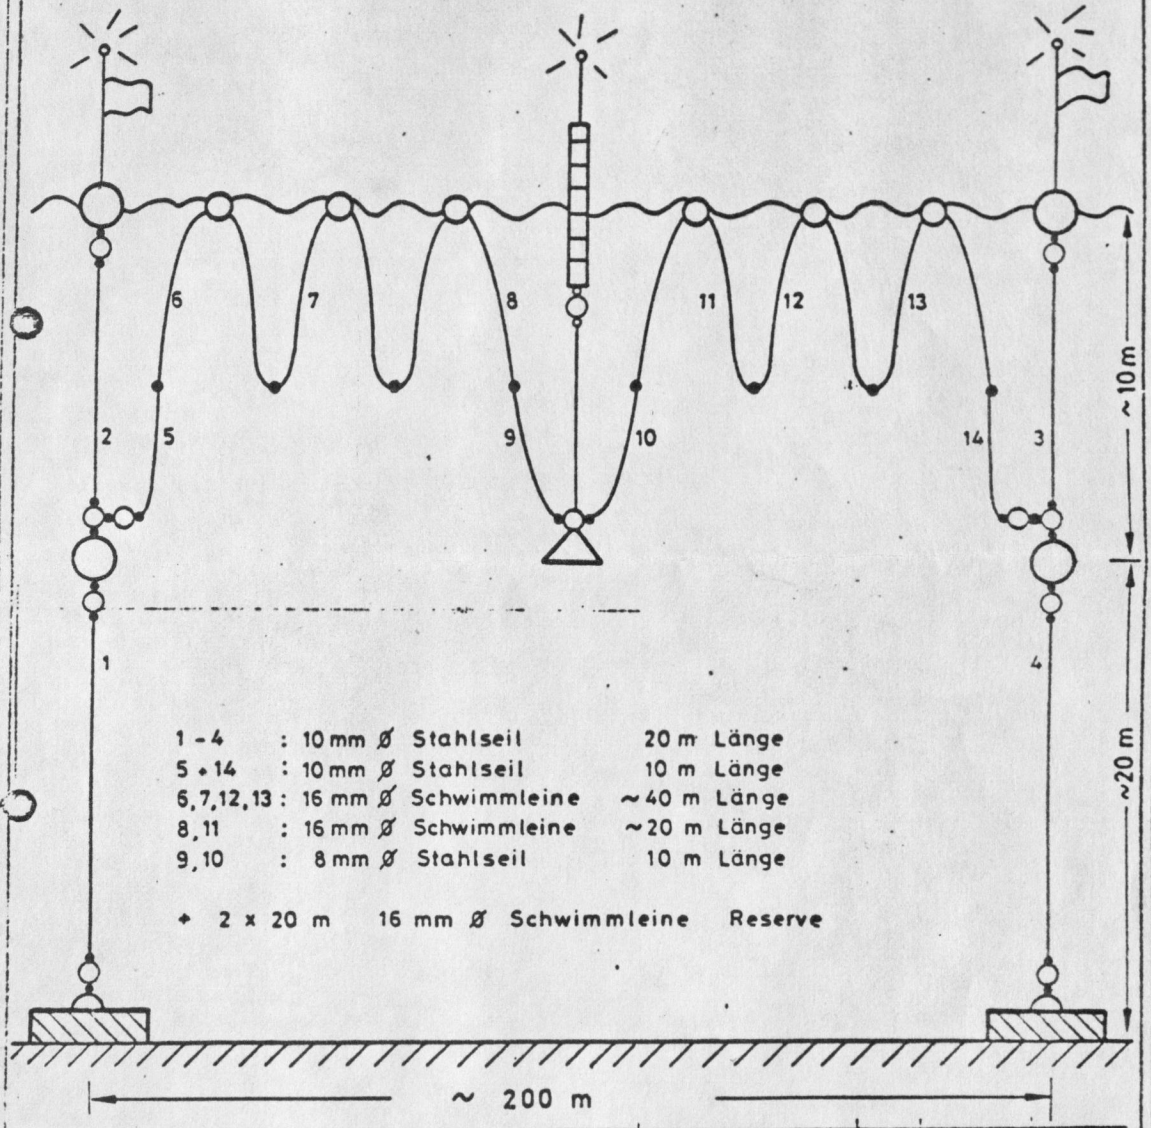 6
7
8
11
12
13
~10 m
2
5
9
10
14
3
1
4
1-4 : 10 mm Ø Stahlseil 20 m Länge
5+14 : 10 mm Ø Stahlseil 10 m Länge
6,7,12,13 : 16 mm Ø Schwimmleine ~40 m Länge
8,11 : 16 mm Ø Schwimmleine ~20 m Länge
9,10 : 8 mm Ø Stahlseil 10 m Länge
~20 m
+ 2 x 20 m 16 mm Ø Schwimmleine Reserve
~ 200 m